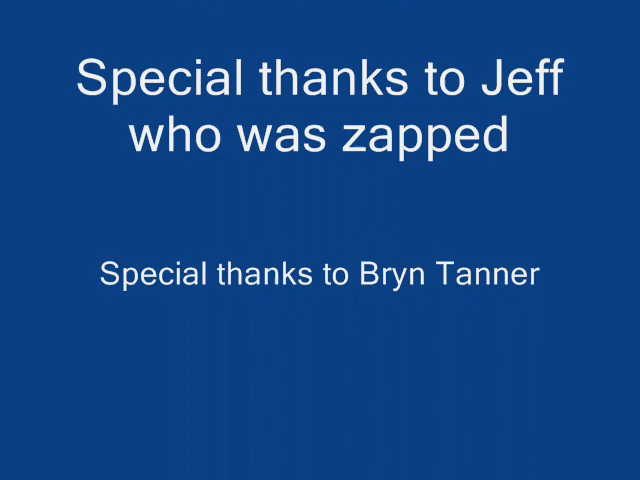 Special thanks to Jeff
who was zapped
Special thanks to Bryn Tanner